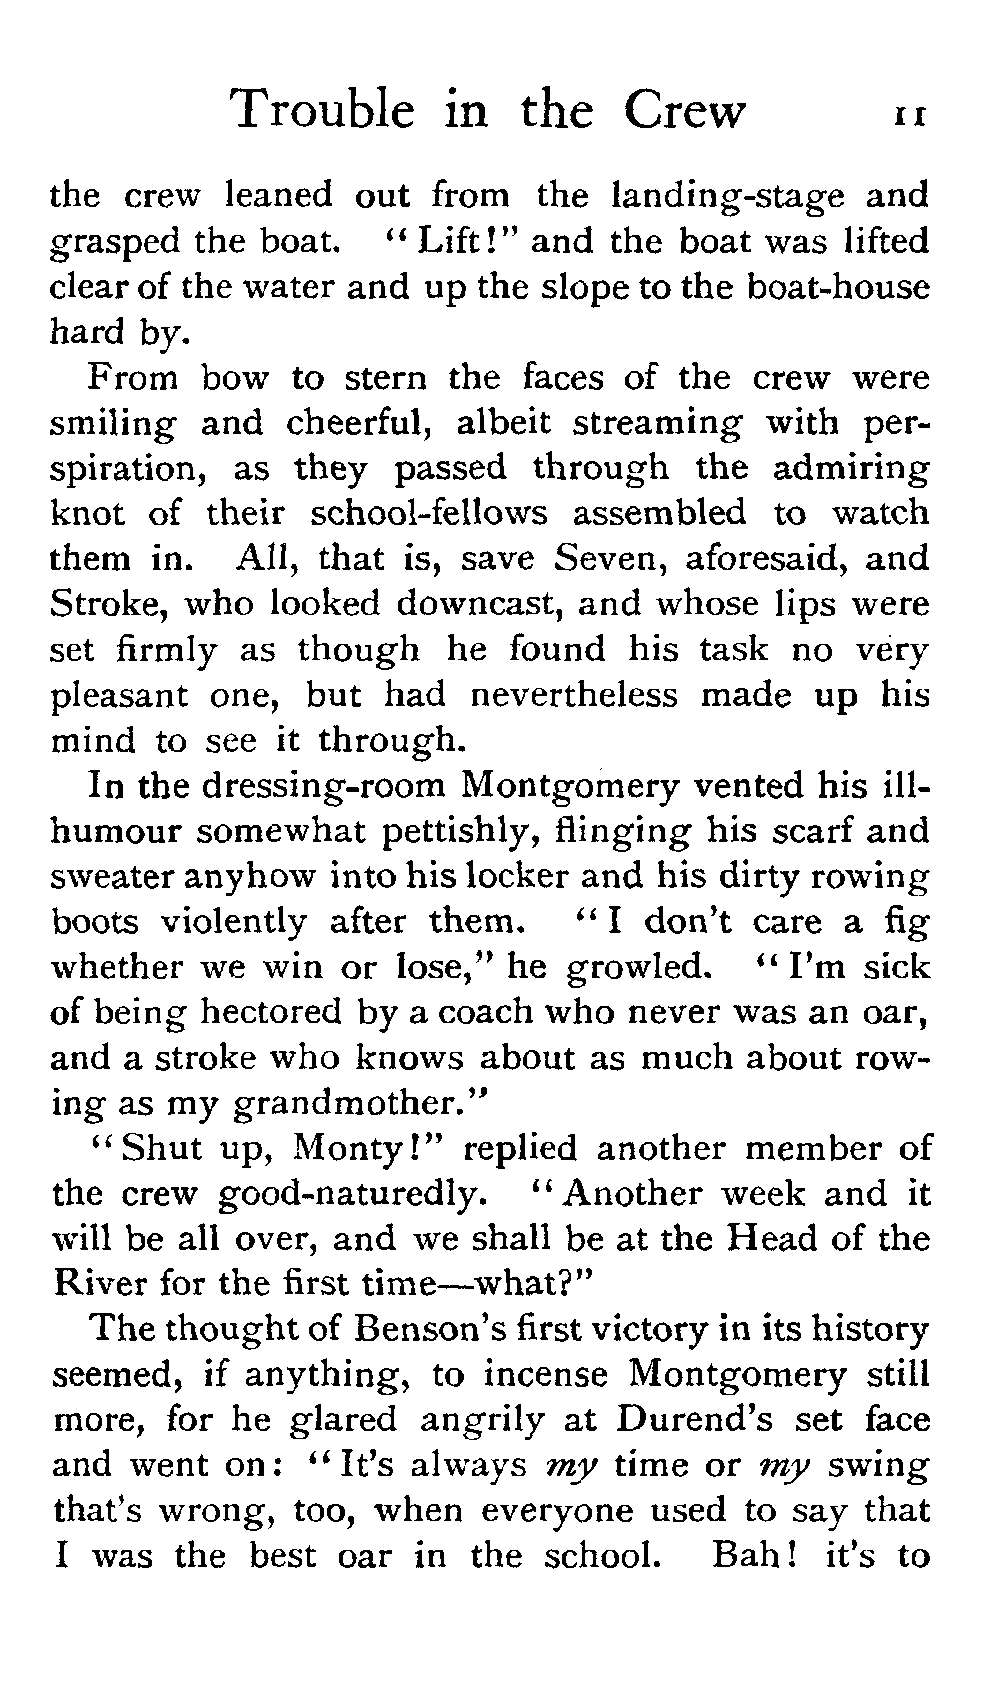 Trouble in the Crew 11
the crew leaned out from the landing-stage and
grasped the boat. "Lift!" and the boat was lifted
clear of the water and up the slope to the boat-house
hard by.
From bow to stern the faces of the crew were
smiling and cheerful, albeit streaming with per-
spiration, as they passed through the admiring
knot of their school-fellows assembled to watch
them in. All, that is, save Seven, aforesaid, and
Stroke, who looked downcast, and whose lips were
set firmly as though he found his task no very
pleasant one, but had nevertheless made up his
mind to see it through.
In the dressing-room Montgomery vented his ill-
humour somewhat pettishly, flinging his scarf and
sweater anyhow into his locker and his dirty rowing
boots violently after them. "I don't care a fig
whether we win or lose," he growled. "I'm sick
of being hectored by a coach who never was an oar,
and a stroke who knows about as much about row-
ing as my grandmother."
"Shut up, Monty!" replied another member of
the crew good-naturedly. "Another week and it
will be all over, and we shall be at the Head of the
River for the first time—what?"
The thought of Benson's first victory in its history
seemed, if anything, to incense Montgomery still
more, for he glared angrily at Durend's set face
and went on: "It's always my time or my swing
that's wrong, too, when everyone used to say that
I was the best oar in the school. Bah! it's to